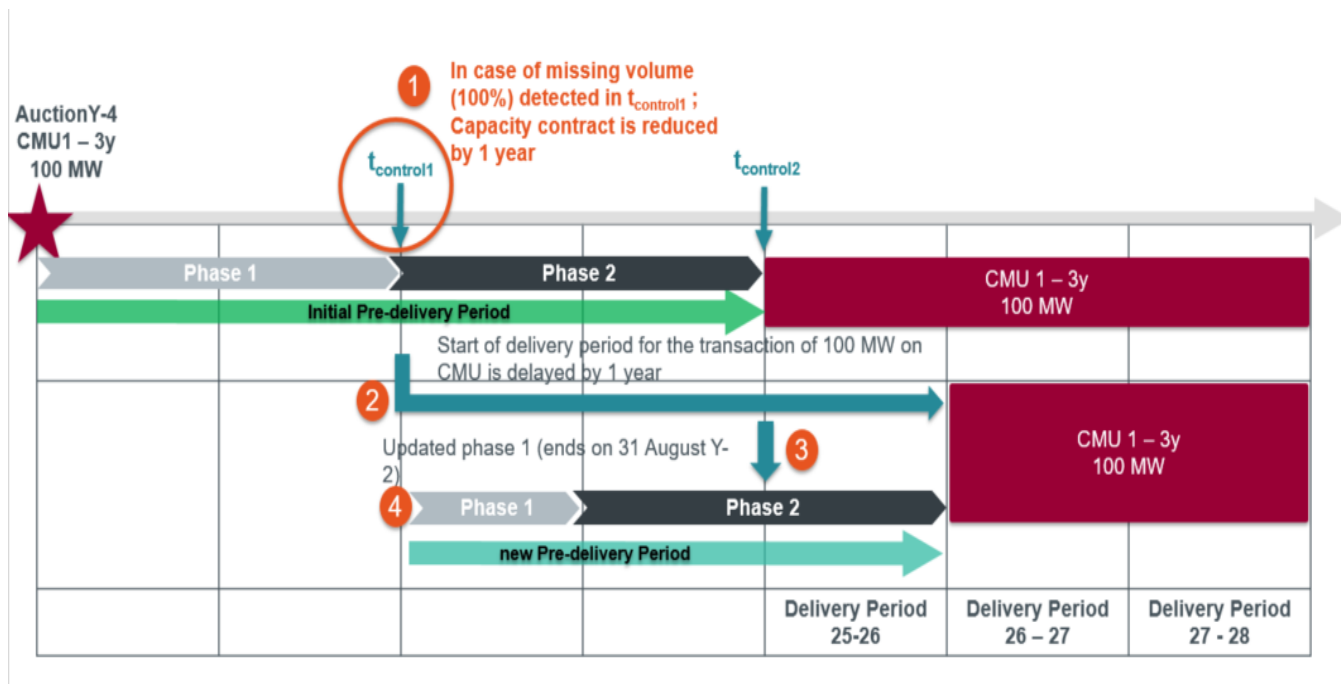 1
In case of missing volume
(100%) detected in tcontrol1 ;
Capacity contract is reduced
by 1 year
AuctionY-4
CMU1 – 3y
100 MW
tcontrol1
tcontrol2
Phase 1
Phase 2
CMU 1 – 3y
100 MW
Initial Pre-delivery Period
Start of delivery period for the transaction of 100 MW on
CMU is delayed by 1 year
2
Updated phase 1 (ends on 31 August Y-
2)
3
CMU 1 – 3y
100 MW
4
Phase 1
Phase 2
new Pre-delivery Period
Delivery Period
25-26
Delivery Period
26 – 27
Delivery Period
27 - 28